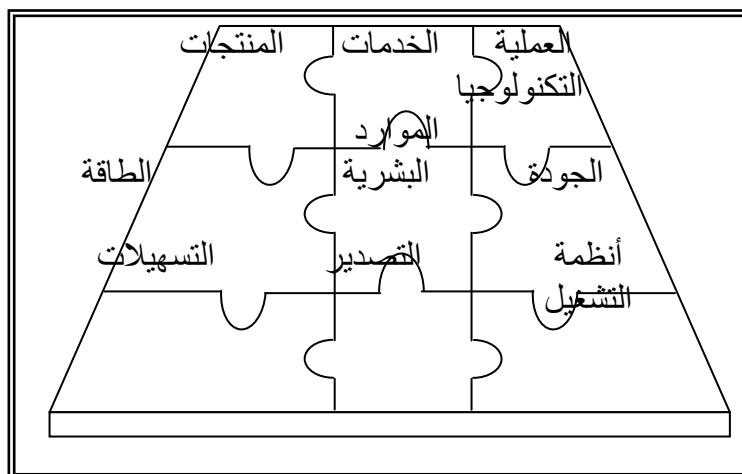 العملية الخدمات المنتجات
التكنولوجيا
الموارد
الجودة البشرية الطاقة
أنظمة التصدير التسهيلات
التشغيل